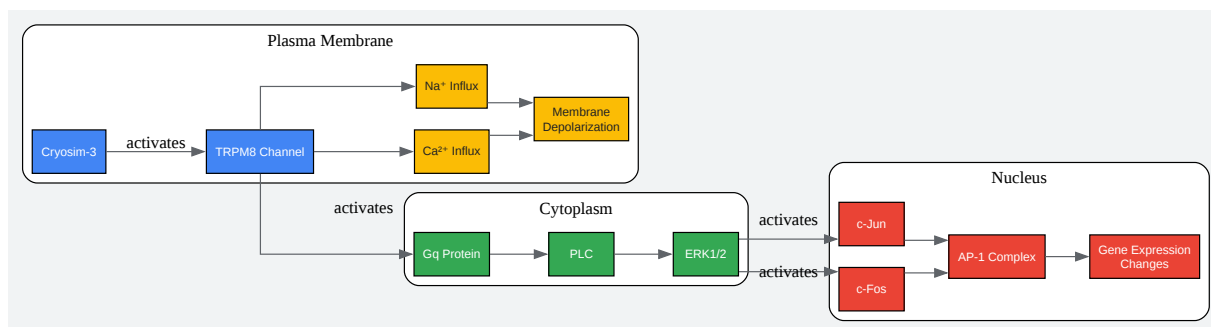 Plasma Membrane
Cryosim-3
activates
TRPM8 Channel
Na⁺ Influx
Ca²⁺ Influx
Membrane
Depolarization
activates
Cytoplasm
Gq Protein
PLC
ERK1/2
activates
activates
Nucleus
c-Jun
c-Fos
AP-1 Complex
Gene Expression
Changes